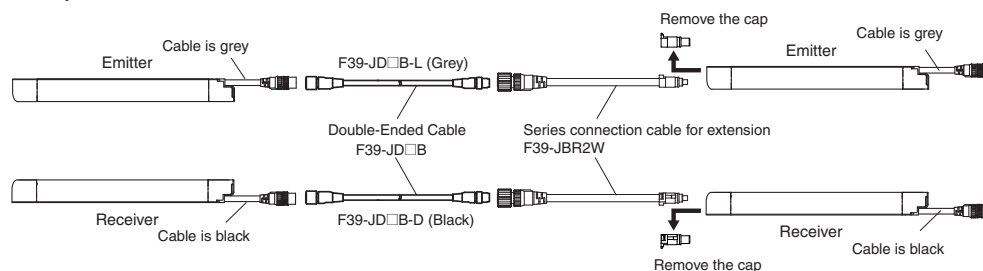 Remove the cap
Cable is grey
Emitter
F39-JD□B-L (Grey)
Emitter
Cable is grey
Double-Ended Cable
F39-JD□B
Series connection cable for extension
F39-JBR2W
Receiver
Cable is black
F39-JD□B-D (Black)
Receiver
Cable is black
Remove the cap